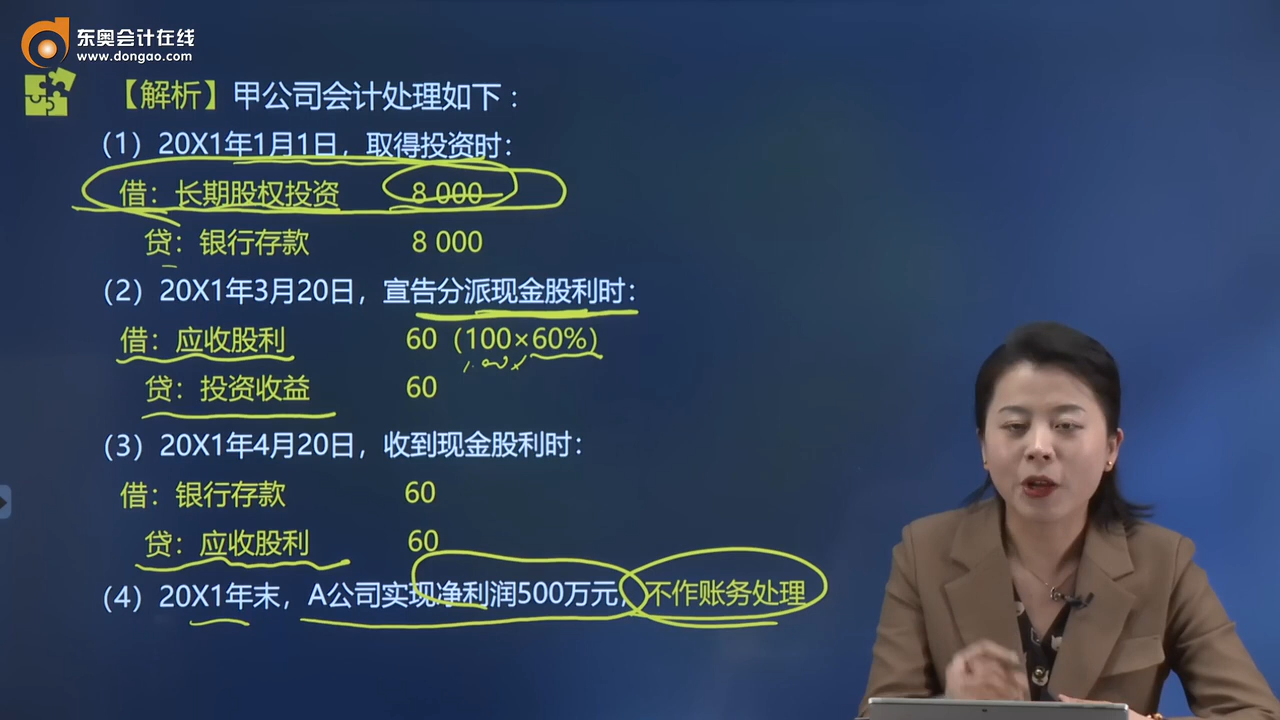 东奥会计在线
www.dongao.com
【解析】甲公司会计处理如下：
（1）20X1年1月1日，取得投资时：
借：长期股权投资 8 000
贷：银行存款 8 000
（2）20X1年3月20日，宣告分派现金股利时：
借：应收股利 60（100×60%）
贷：投资收益 60
（3）20X1年4月20日，收到现金股利时：
借：银行存款 60
贷：应收股利 60
（4）20X1年末，A公司实现净利润500万元，不作账务处理